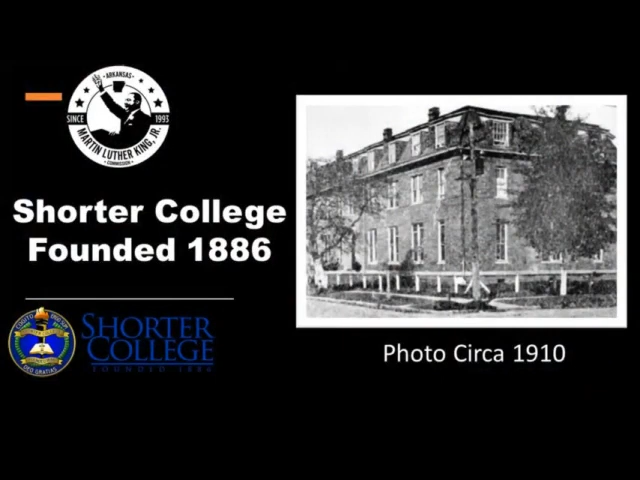 ARKANSAS
SINCE 1993
MARTIN LUTHER KING, JR.
COMMISSION
Shorter College
Founded 1886
SHORTER
COLLEGE
FOUNDED 1886
DEO GRATIAS
Photo Circa 1910